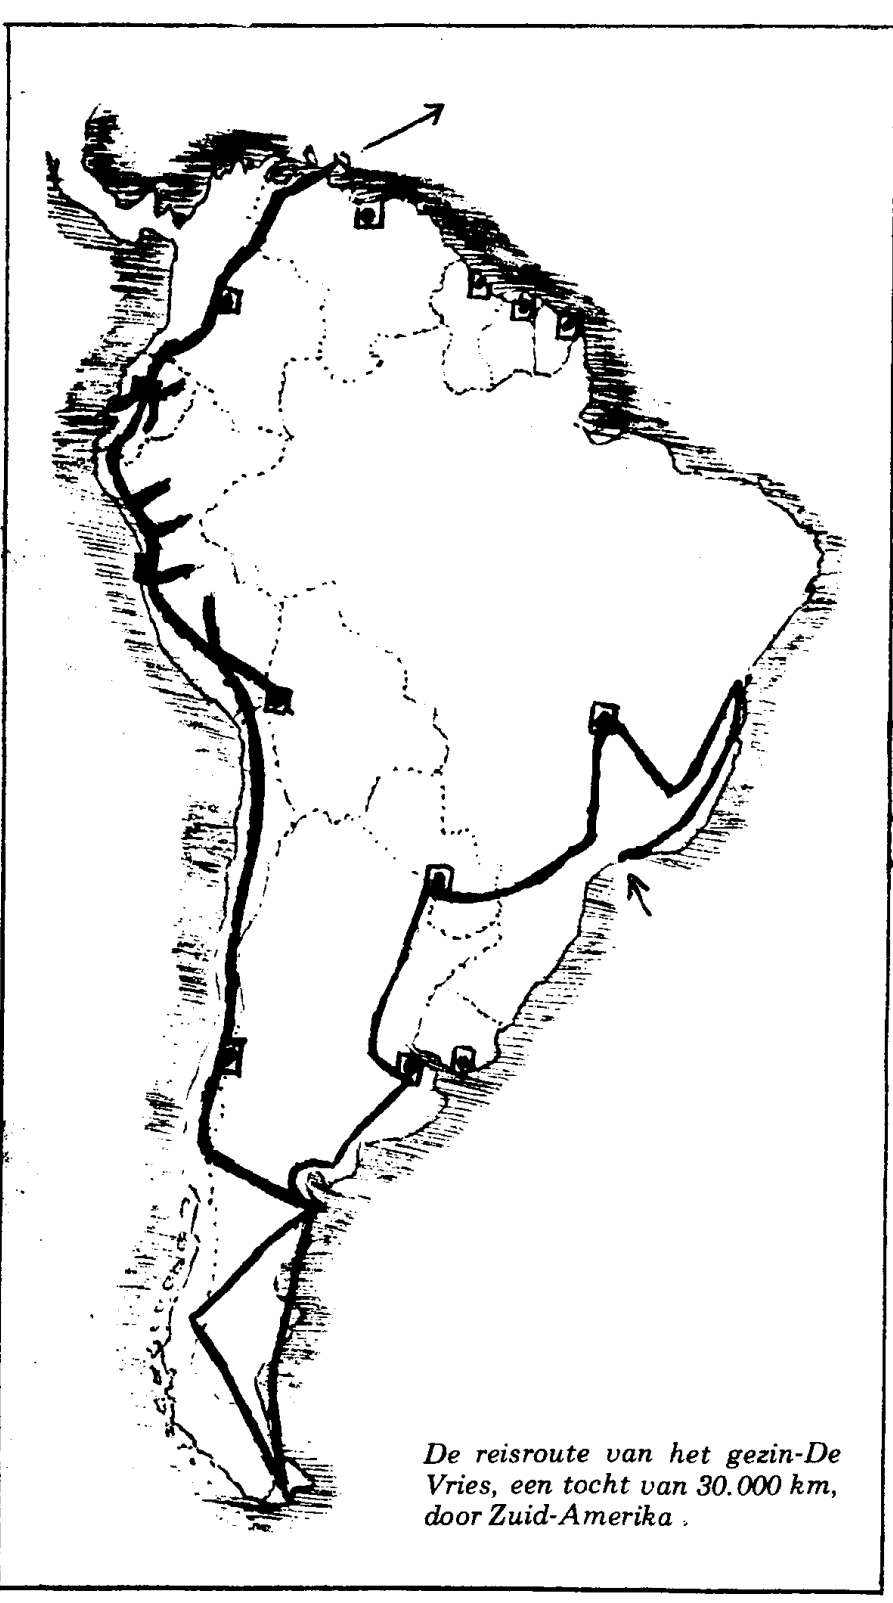 De reisroute van het gezin-De
Vries, een tocht van 30.000 km,
door Zuid-Amerika .